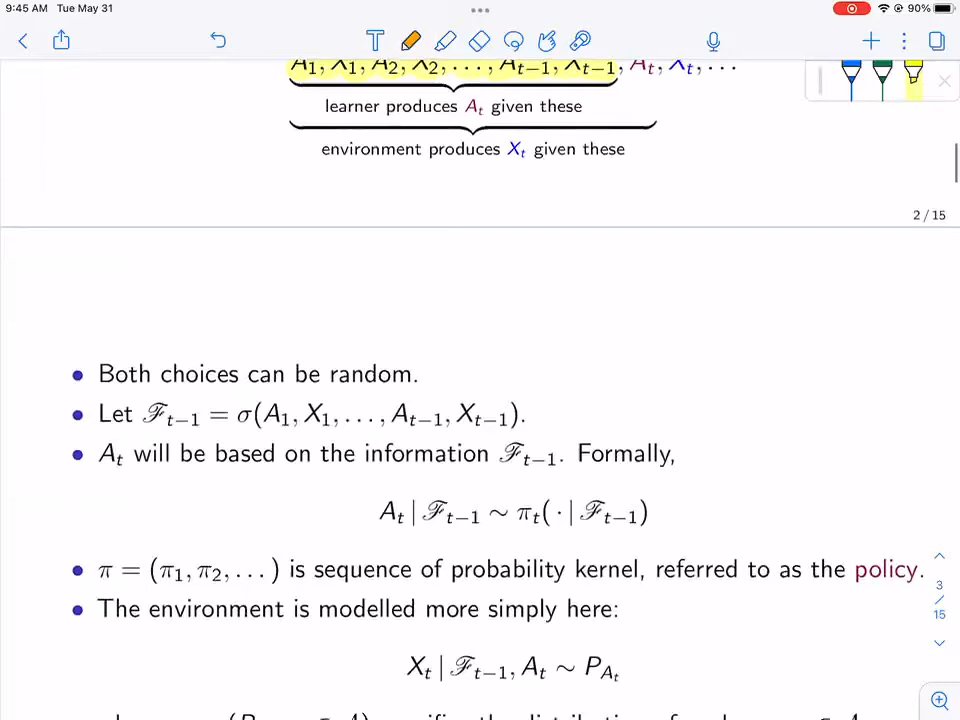 9:45 AM Tue May 31
90%
A₁, X₁, A₂, X₂, . . . , Aₜ₋₁, Xₜ₋₁, Aₜ, Xₜ, . . .
learner produces Aₜ given these
environment produces Xₜ given these
2 / 15
• Both choices can be random.
• Let ℱₜ₋₁ = σ(A₁, X₁, . . . , Aₜ₋₁, Xₜ₋₁).
• Aₜ will be based on the information ℱₜ₋₁. Formally,
Aₜ | ℱₜ₋₁ ∼ πₜ( · | ℱₜ₋₁)
• π = (π₁, π₂, . . . ) is sequence of probability kernel, referred to as the policy.
3
/
15
• The environment is modelled more simply here:
Xₜ | ℱₜ₋₁, Aₜ ∼ P_{Aₜ}